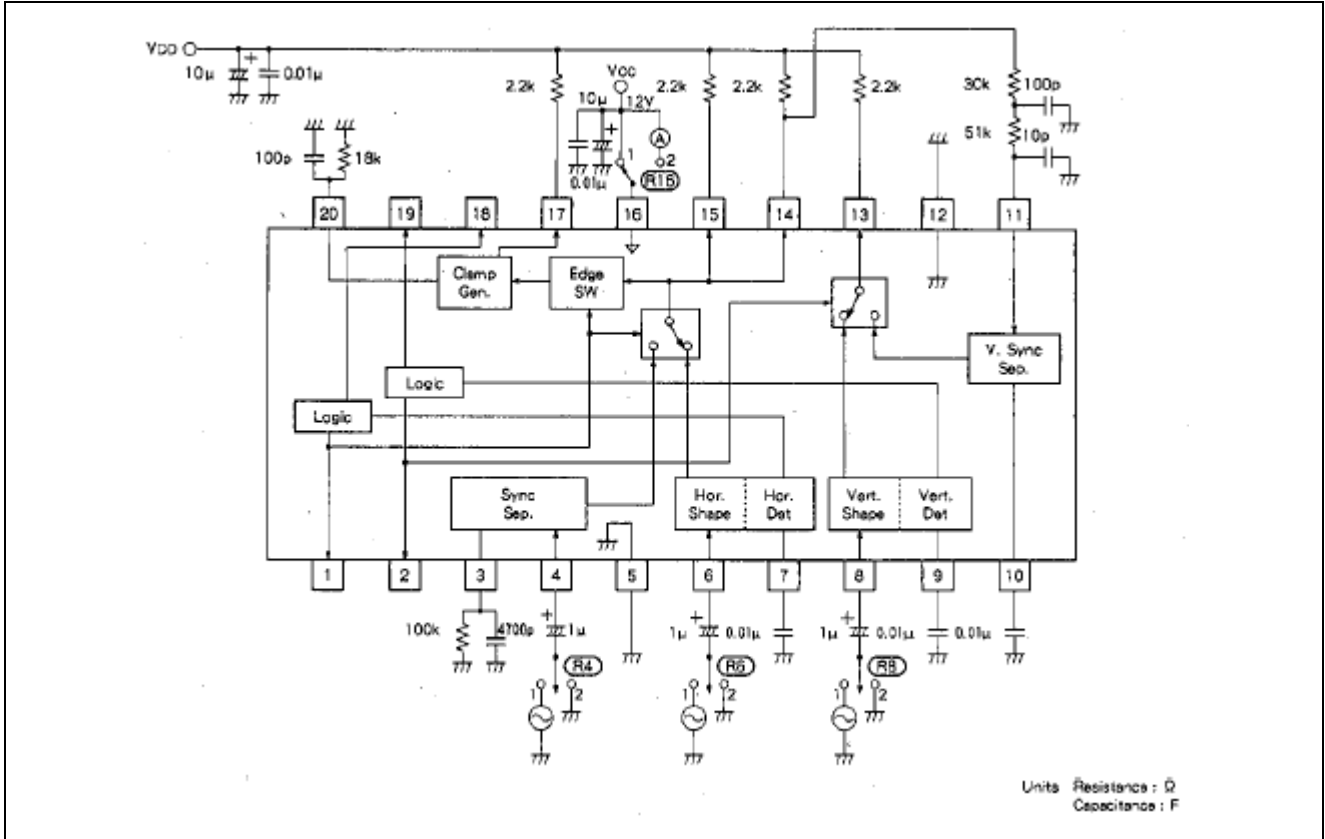 VDD
10μ
+
0.01μ
2.2k
VCC
12V
10μ
+
0.01μ
A
1
2
R16
2.2k
2.2k
2.2k
30k
100p
51k
10p
100p
18k
20
19
18
17
16
15
14
13
12
11
Clamp
Gen.
Edge
SW
V. Sync
Sep.
Logic
Logic
Sync
Sep.
Hor.
Shape
Hor.
Det
Vert.
Shape
Vert.
Det
1
2
3
4
5
6
7
8
9
10
100k
4700p
+
1μ
1μ
+
0.01μ
1μ
+
0.01μ
0.01μ
R4
R6
R8
1
2
1
2
1
2
Units Resistance : Ω
Capacitance : F